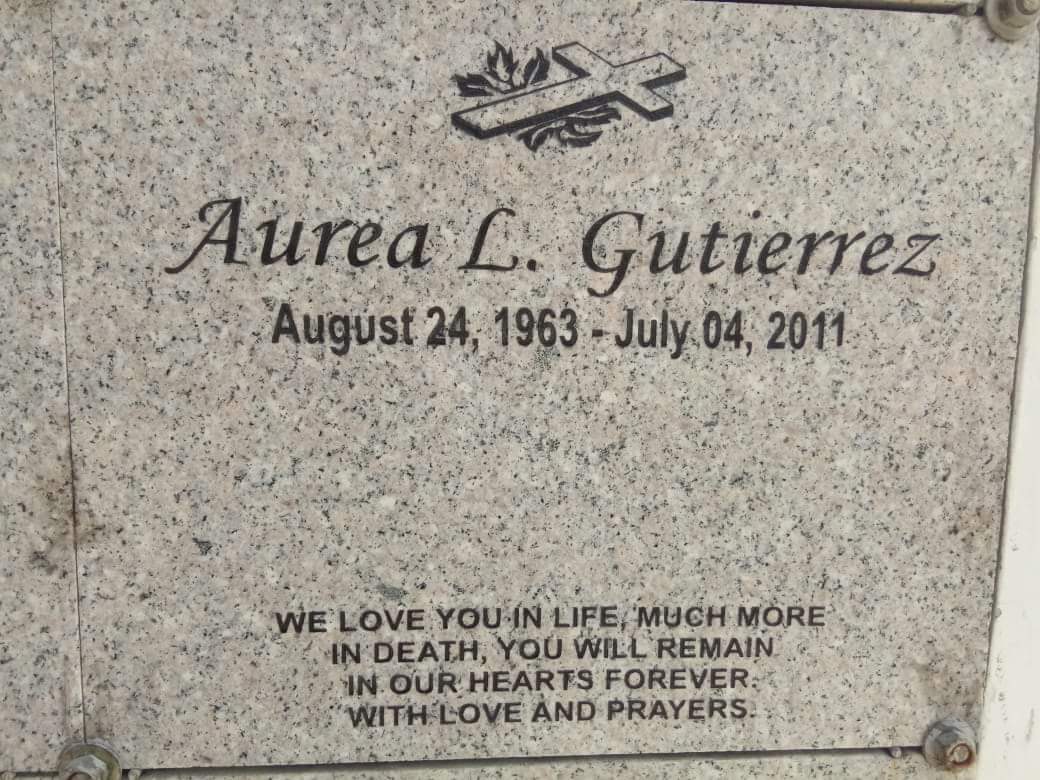 Aurea L. Gutierrez
August 24, 1963 - July 04, 2011
WE LOVE YOU IN LIFE, MUCH MORE
IN DEATH, YOU WILL REMAIN
IN OUR HEARTS FOREVER.
WITH LOVE AND PRAYERS.